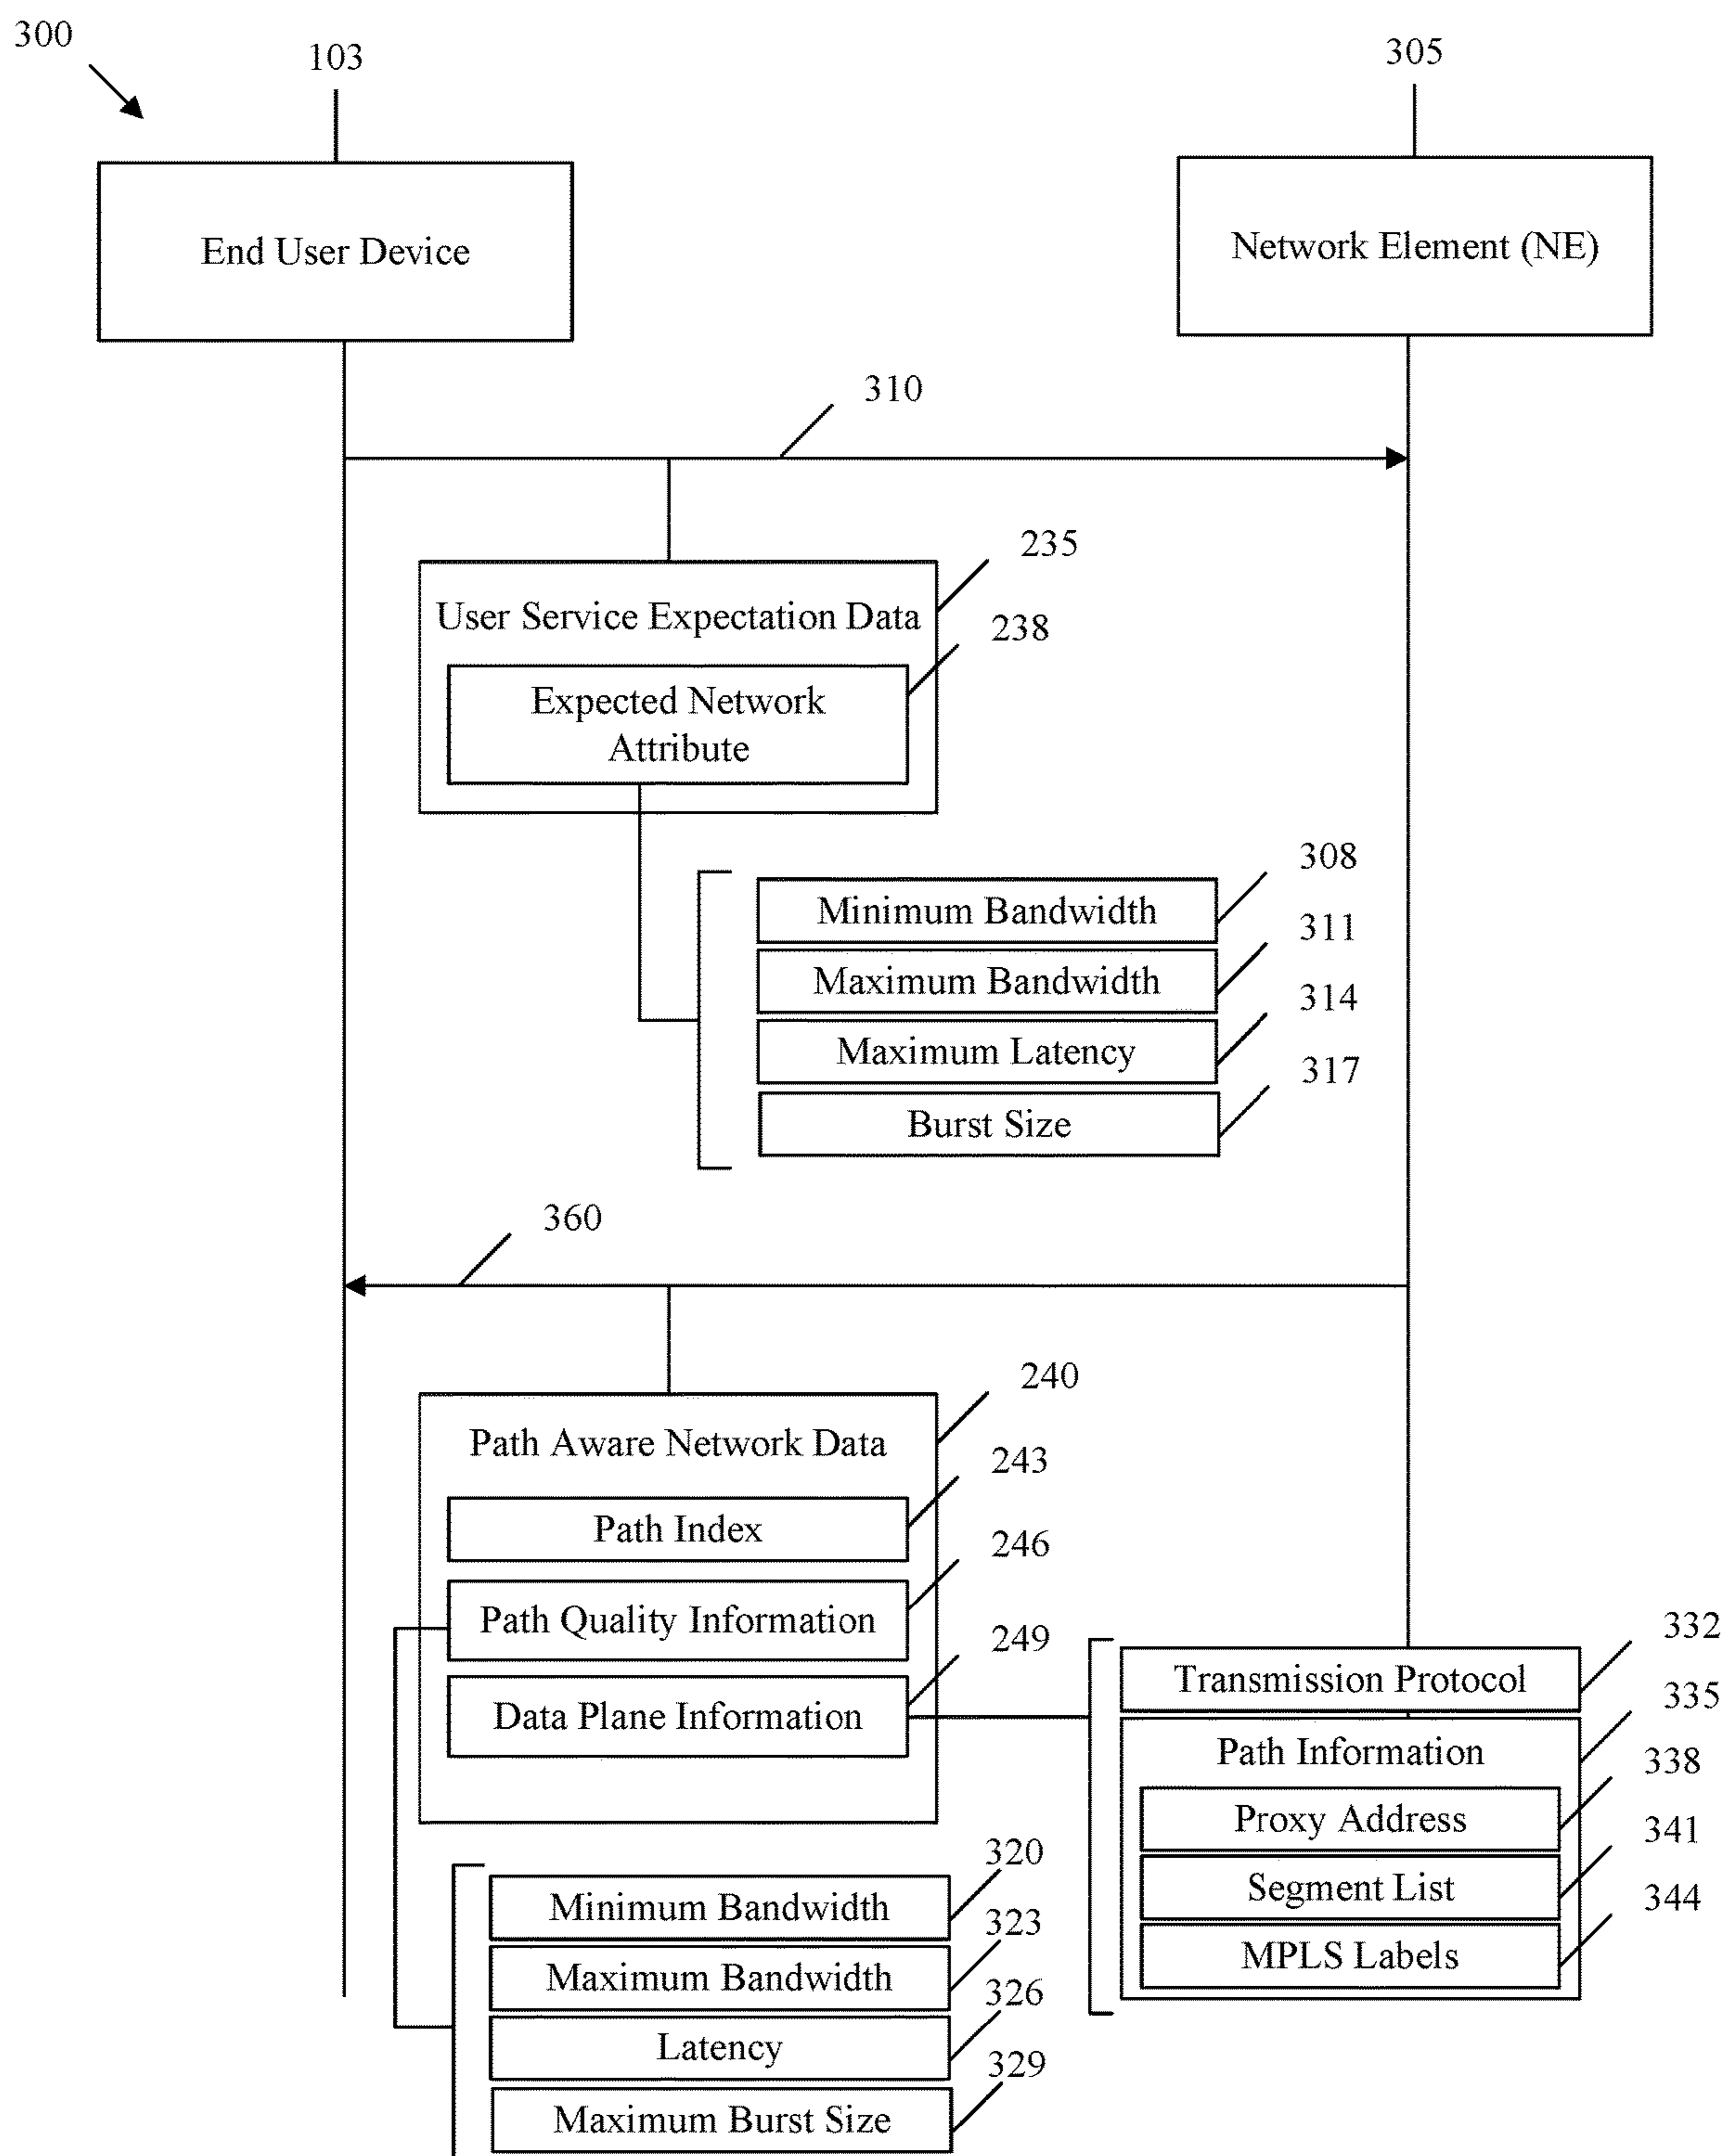 300
103
305
End User Device
Network Element (NE)
310
235
User Service Expectation Data
238
Expected Network
Attribute
308
Minimum Bandwidth
311
Maximum Bandwidth
314
Maximum Latency
317
Burst Size
360
240
Path Aware Network Data
243
Path Index
246
Path Quality Information
249
Data Plane Information
332
Transmission Protocol
335
Path Information
338
Proxy Address
341
Segment List
344
MPLS Labels
320
Minimum Bandwidth
323
Maximum Bandwidth
326
Latency
329
Maximum Burst Size